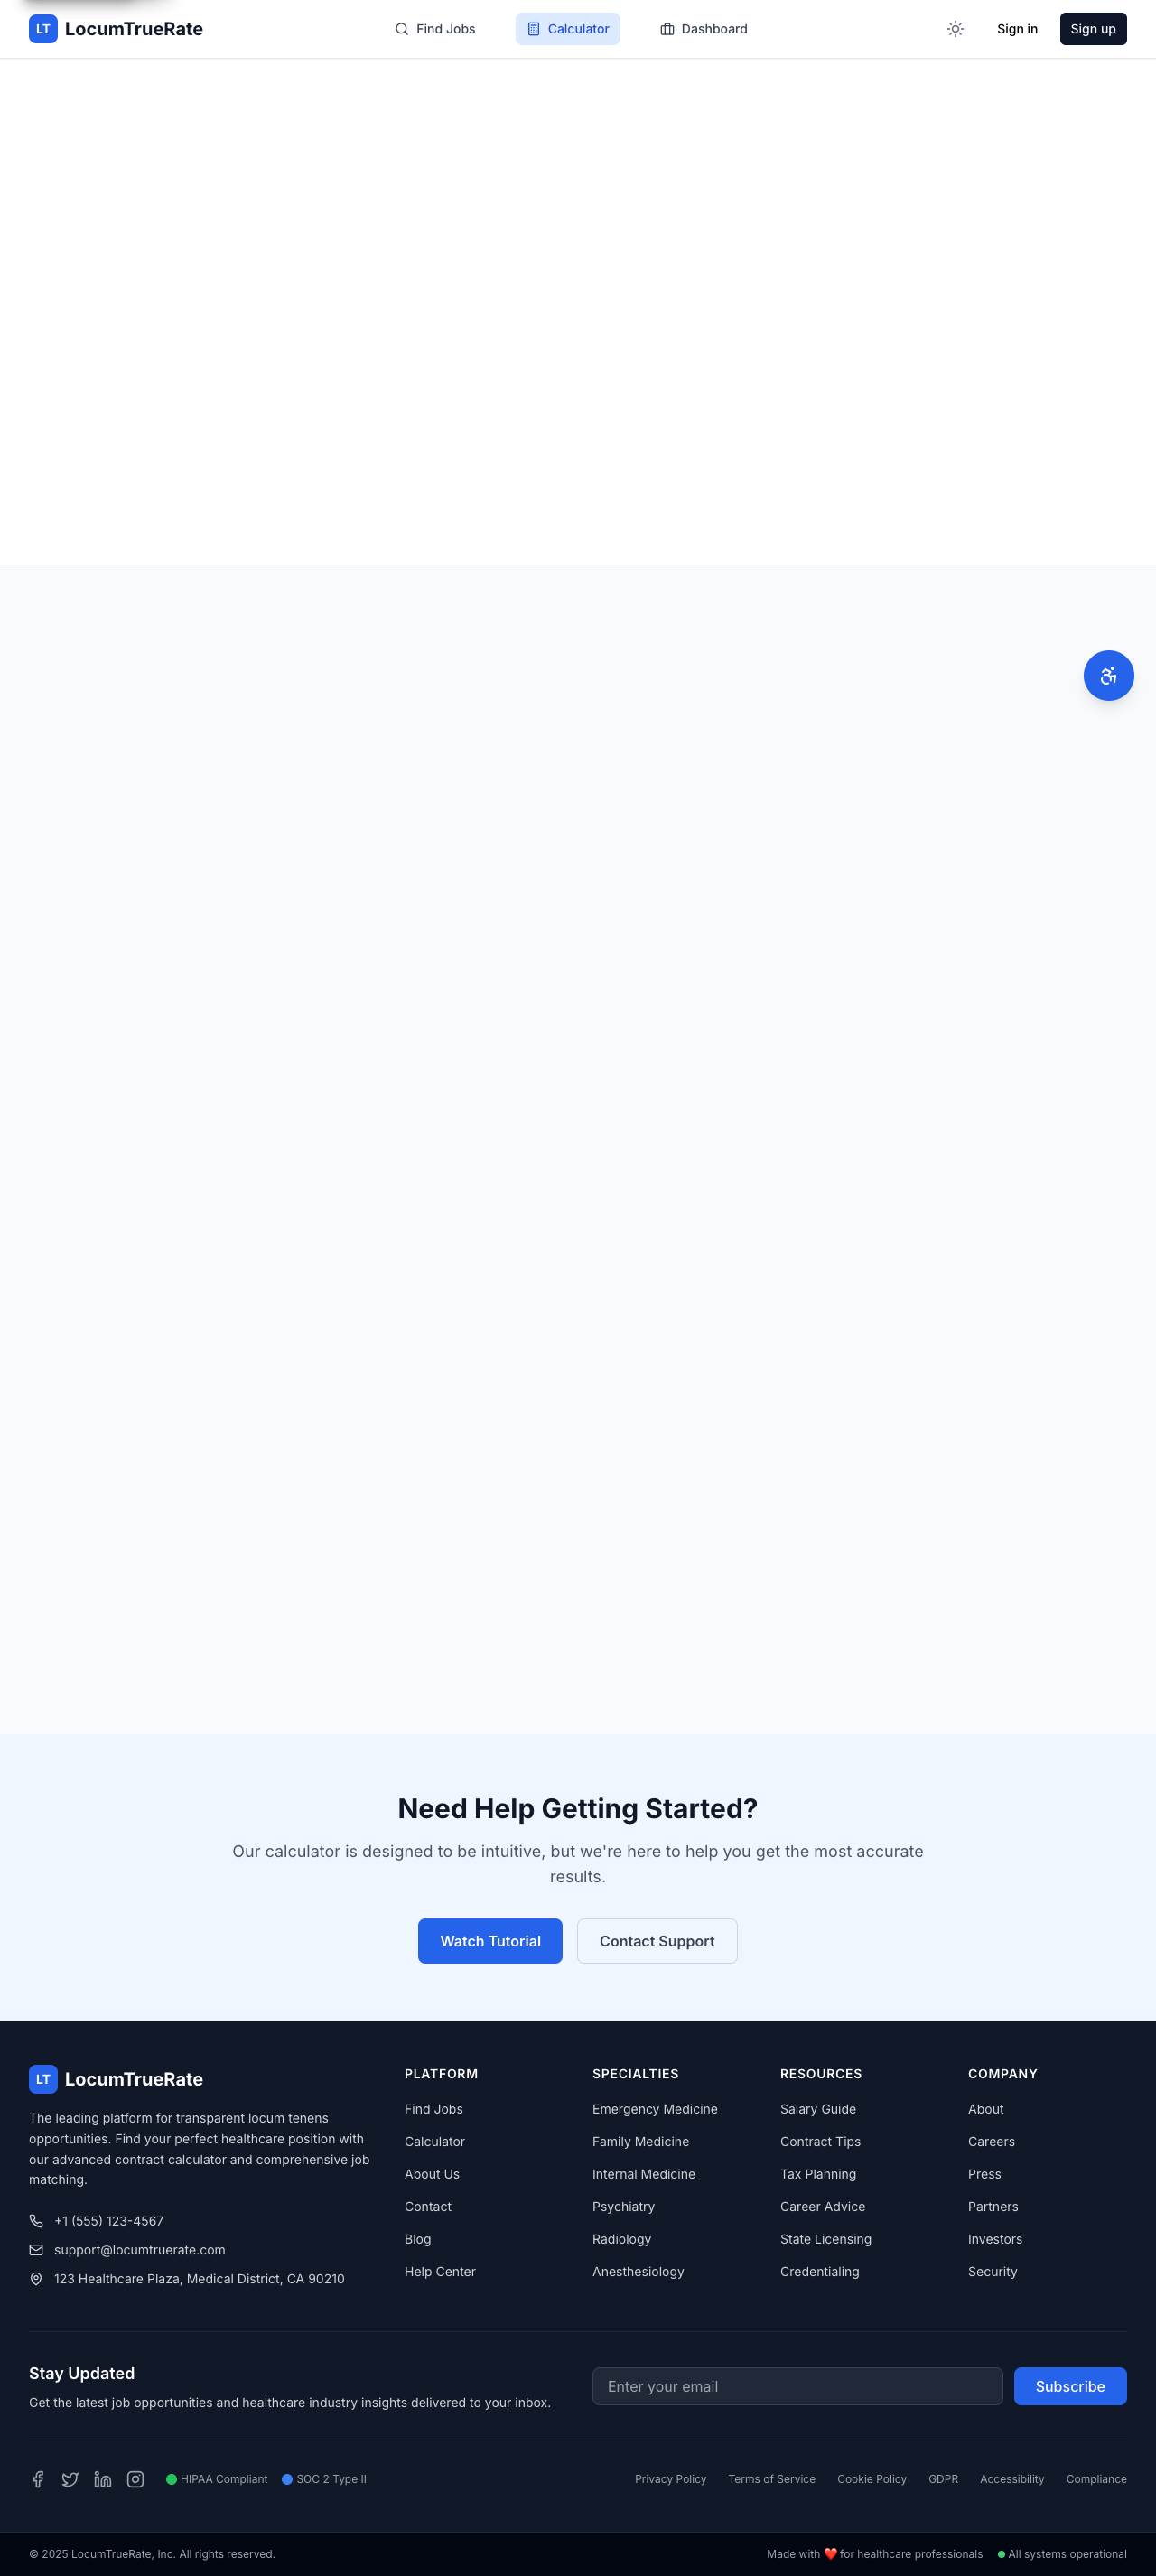 LT LocumTrueRate
Find Jobs
Calculator
Dashboard
Sign in
Sign up
Need Help Getting Started?
Our calculator is designed to be intuitive, but we're here to help you get the most accurate
results.
Watch Tutorial
Contact Support
LT LocumTrueRate
The leading platform for transparent locum tenens
opportunities. Find your perfect healthcare position with
our advanced contract calculator and comprehensive job
matching.
+1 (555) 123-4567
support@locumtruerate.com
123 Healthcare Plaza, Medical District, CA 90210
PLATFORM
Find Jobs
Calculator
About Us
Contact
Blog
Help Center
SPECIALTIES
Emergency Medicine
Family Medicine
Internal Medicine
Psychiatry
Radiology
Anesthesiology
RESOURCES
Salary Guide
Contract Tips
Tax Planning
Career Advice
State Licensing
Credentialing
COMPANY
About
Careers
Press
Partners
Investors
Security
Stay Updated
Get the latest job opportunities and healthcare industry insights delivered to your inbox.
Enter your email
Subscribe
HIPAA Compliant
SOC 2 Type II
Privacy Policy
Terms of Service
Cookie Policy
GDPR
Accessibility
Compliance
© 2025 LocumTrueRate, Inc. All rights reserved.
Made with ❤️ for healthcare professionals
All systems operational